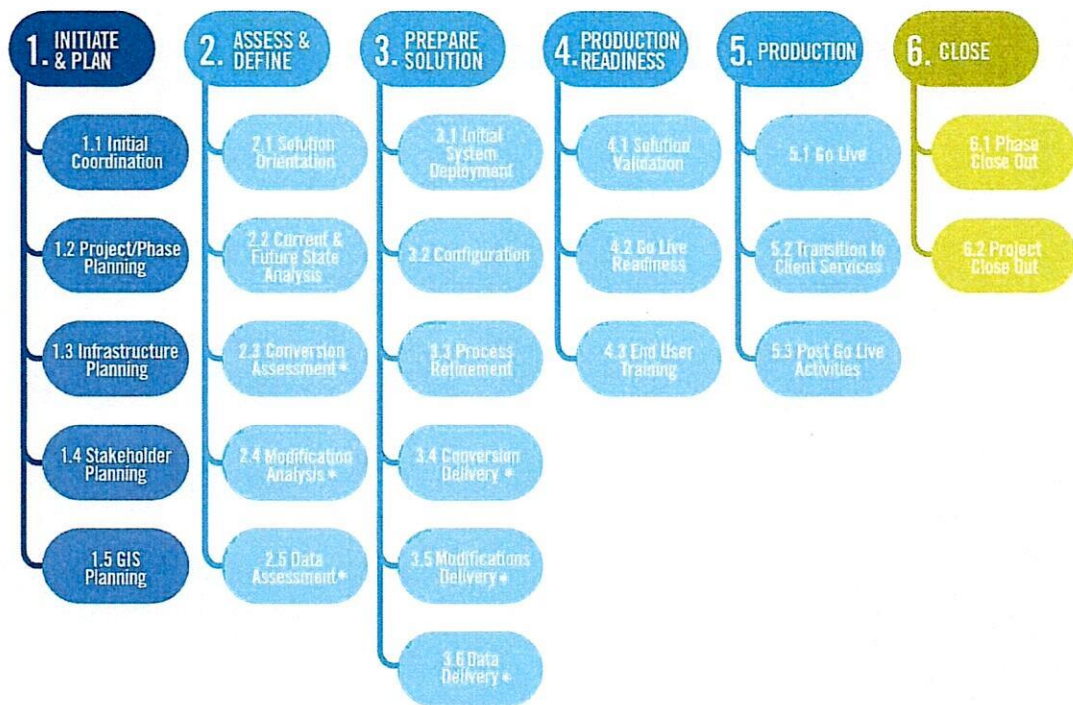 1. INITIATE
& PLAN
1.1 Initial
Coordination
1.2 Project/Phase
Planning
1.3 Infrastructure
Planning
1.4 Stakeholder
Planning
1.5 GIS
Planning
2. ASSESS &
DEFINE
2.1 Solution
Orientation
2.2 Current &
Future State
Analysis
2.3 Conversion
Assessment *
2.4 Modification
Analysis *
2.5 Data
Assessment *
3. PREPARE
SOLUTION
3.1 Initial
System
Deployment
3.2 Configuration
3.3 Process
Refinement
3.4 Conversion
Delivery *
3.5 Modifications
Delivery *
3.6 Data
Delivery *
4. PRODUCTION
READINESS
4.1 Solution
Validation
4.2 Go Live
Readiness
4.3 End User
Training
5. PRODUCTION
5.1 Go Live
5.2 Transition to
Client Services
5.3 Post Go Live
Activities
6. CLOSE
6.1 Phase
Close Out
6.2 Project
Close Out